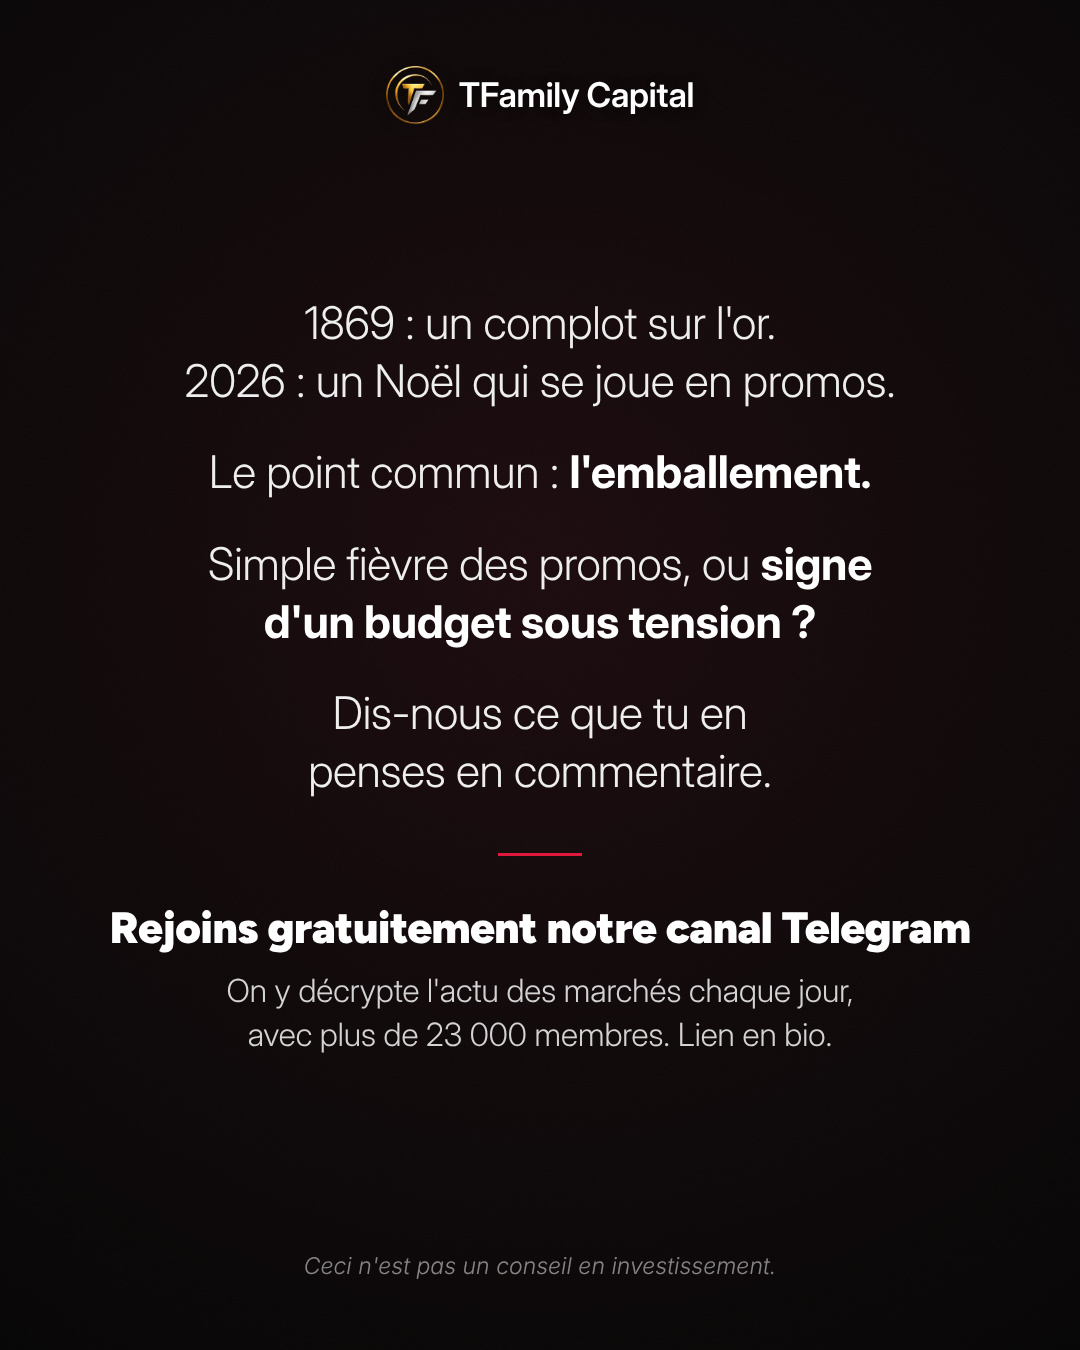 TF TFamily Capital
1869 : un complot sur l'or.
2026 : un Noël qui se joue en promos.
Le point commun : l'emballement.
Simple fièvre des promos, ou signe
d'un budget sous tension ?
Dis-nous ce que tu en
penses en commentaire.
Rejoins gratuitement notre canal Telegram
On y décrypte l'actu des marchés chaque jour,
avec plus de 23 000 membres. Lien en bio.
Ceci n'est pas un conseil en investissement.